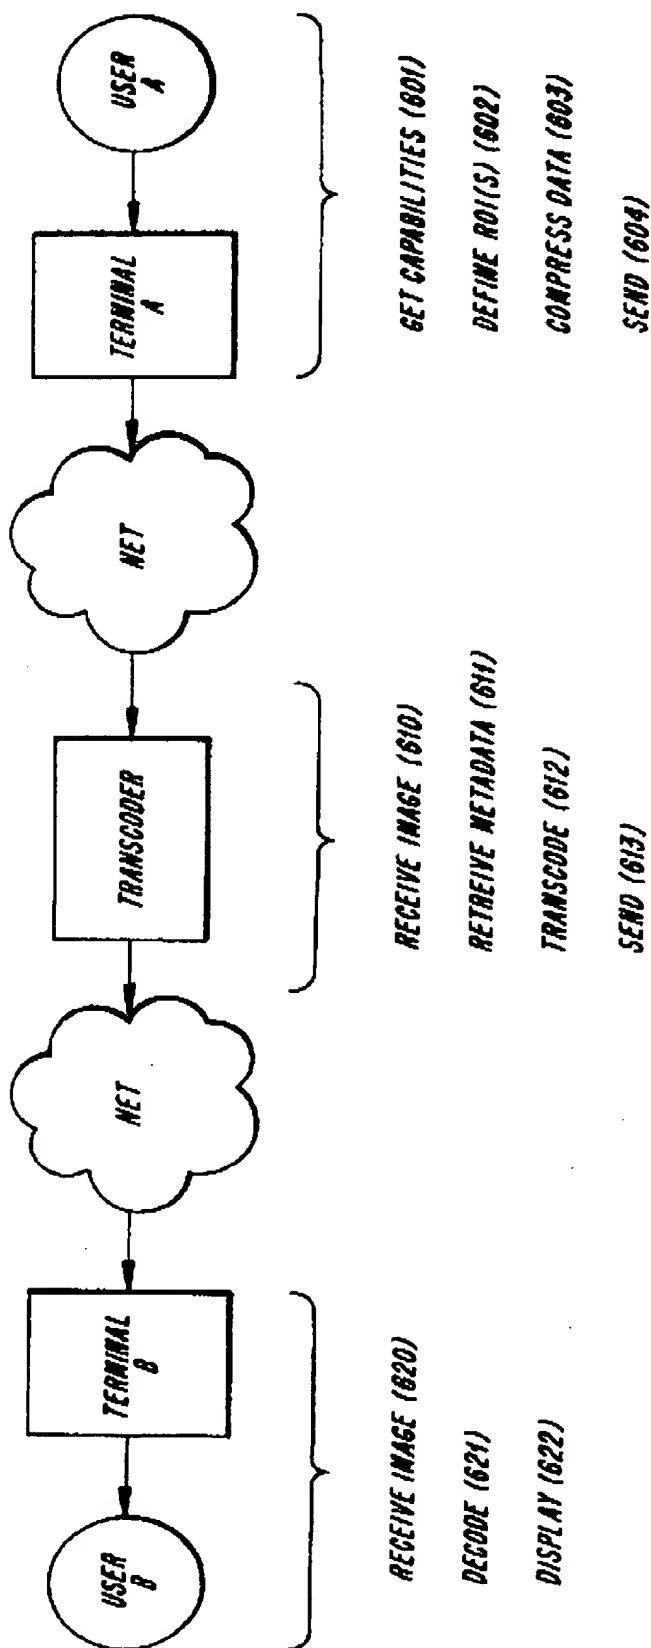 USER
B
TERMINAL
B
NET
TRANSCODER
NET
TERMINAL
A
USER
A
RECEIVE IMAGE (620)
DECODE (621)
DISPLAY (622)
RECEIVE IMAGE (610)
RETREIVE METADATA (611)
TRANSCODE (612)
SEND (613)
GET CAPABILITIES (601)
DEFINE ROI(S) (602)
COMPRESS DATA (603)
SEND (604)